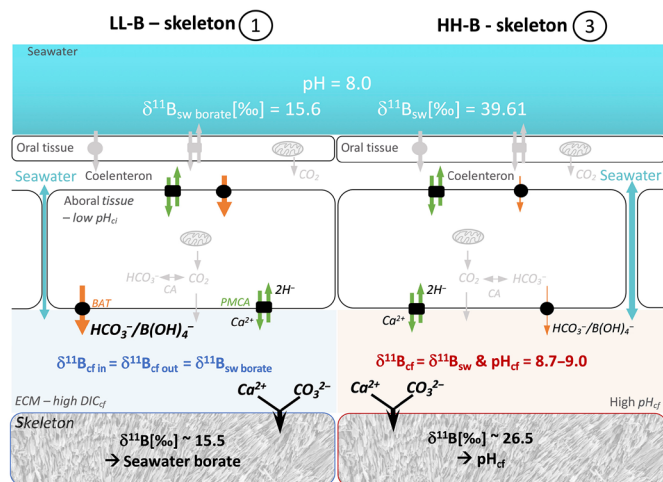 LL-B – skeleton 1
HH-B - skeleton 3
Seawater
pH = 8.0
δ¹¹B sw borate[‰] = 15.6
δ¹¹Bsw[‰] = 39.61
Oral tissue
CO₂
Oral tissue
CO₂
Seawater
Coelenteron
Coelenteron
Seawater
Aboral tissue
– low pHci
HCO₃⁻
CO₂
CA
CO₂
HCO₃⁻
CA
BAT
PMCA
2H⁻
Ca²⁺
2H⁻
Ca²⁺
HCO₃⁻/B(OH)₄⁻
HCO₃⁻/B(OH)₄⁻
δ¹¹Bcf in = δ¹¹Bcf out = δ¹¹Bsw borate
δ¹¹Bcf = δ¹¹Bsw & pHcf = 8.7–9.0
Ca²⁺
CO₃²⁻
Ca²⁺
CO₃²⁻
ECM – high DICcf
High pHcf
Skeleton
δ¹¹B[‰] ~ 15.5
→ Seawater borate
δ¹¹B[‰] ~ 26.5
→ pHcf